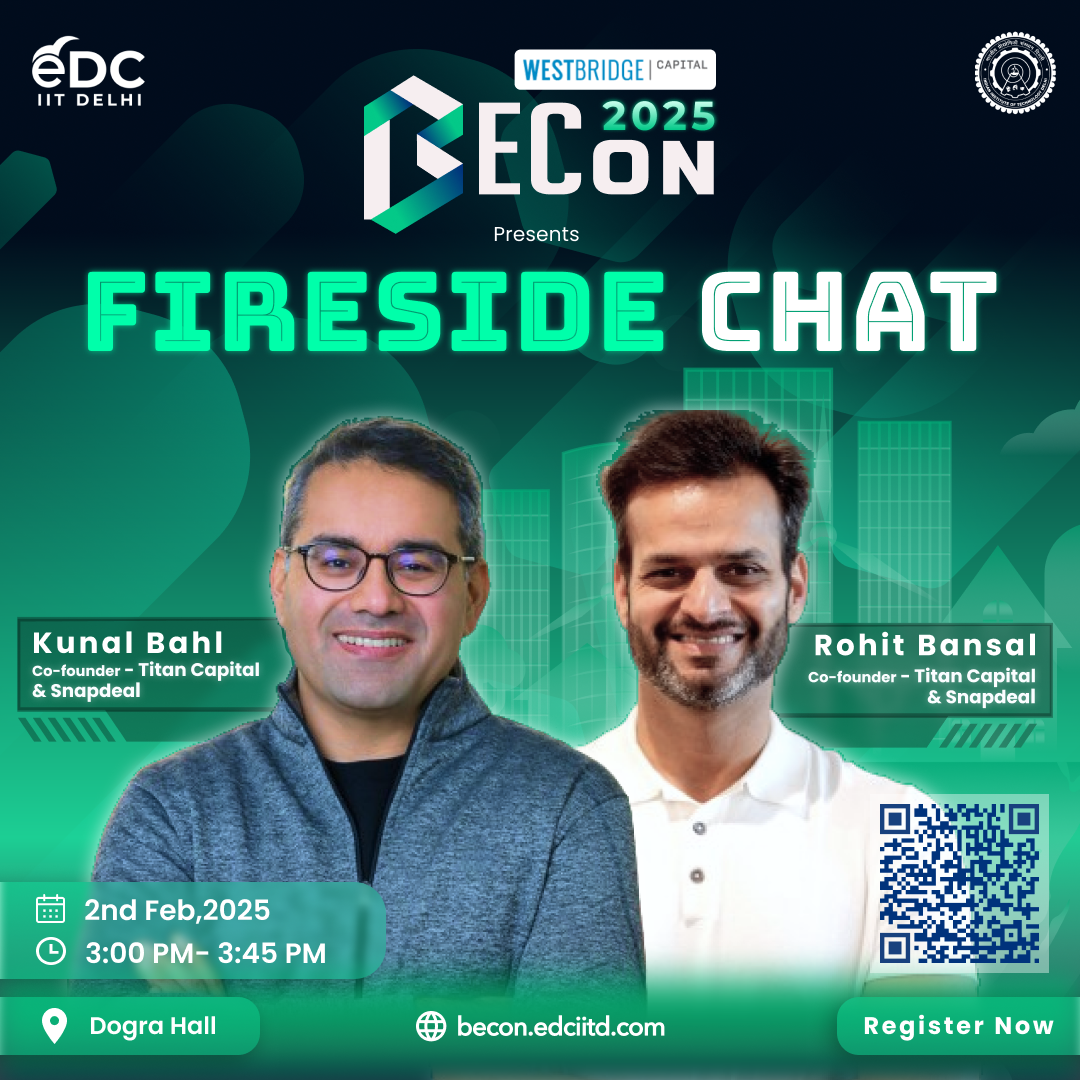 eDC
IIT DELHI
WESTBRIDGE | CAPITAL
BECON 2025
Presents
FIRESIDE CHAT
Kunal Bahl
Co-founder - Titan Capital
& Snapdeal
Rohit Bansal
Co-founder - Titan Capital
& Snapdeal
2nd Feb,2025
3:00 PM- 3:45 PM
Dogra Hall
becon.edciitd.com
Register Now